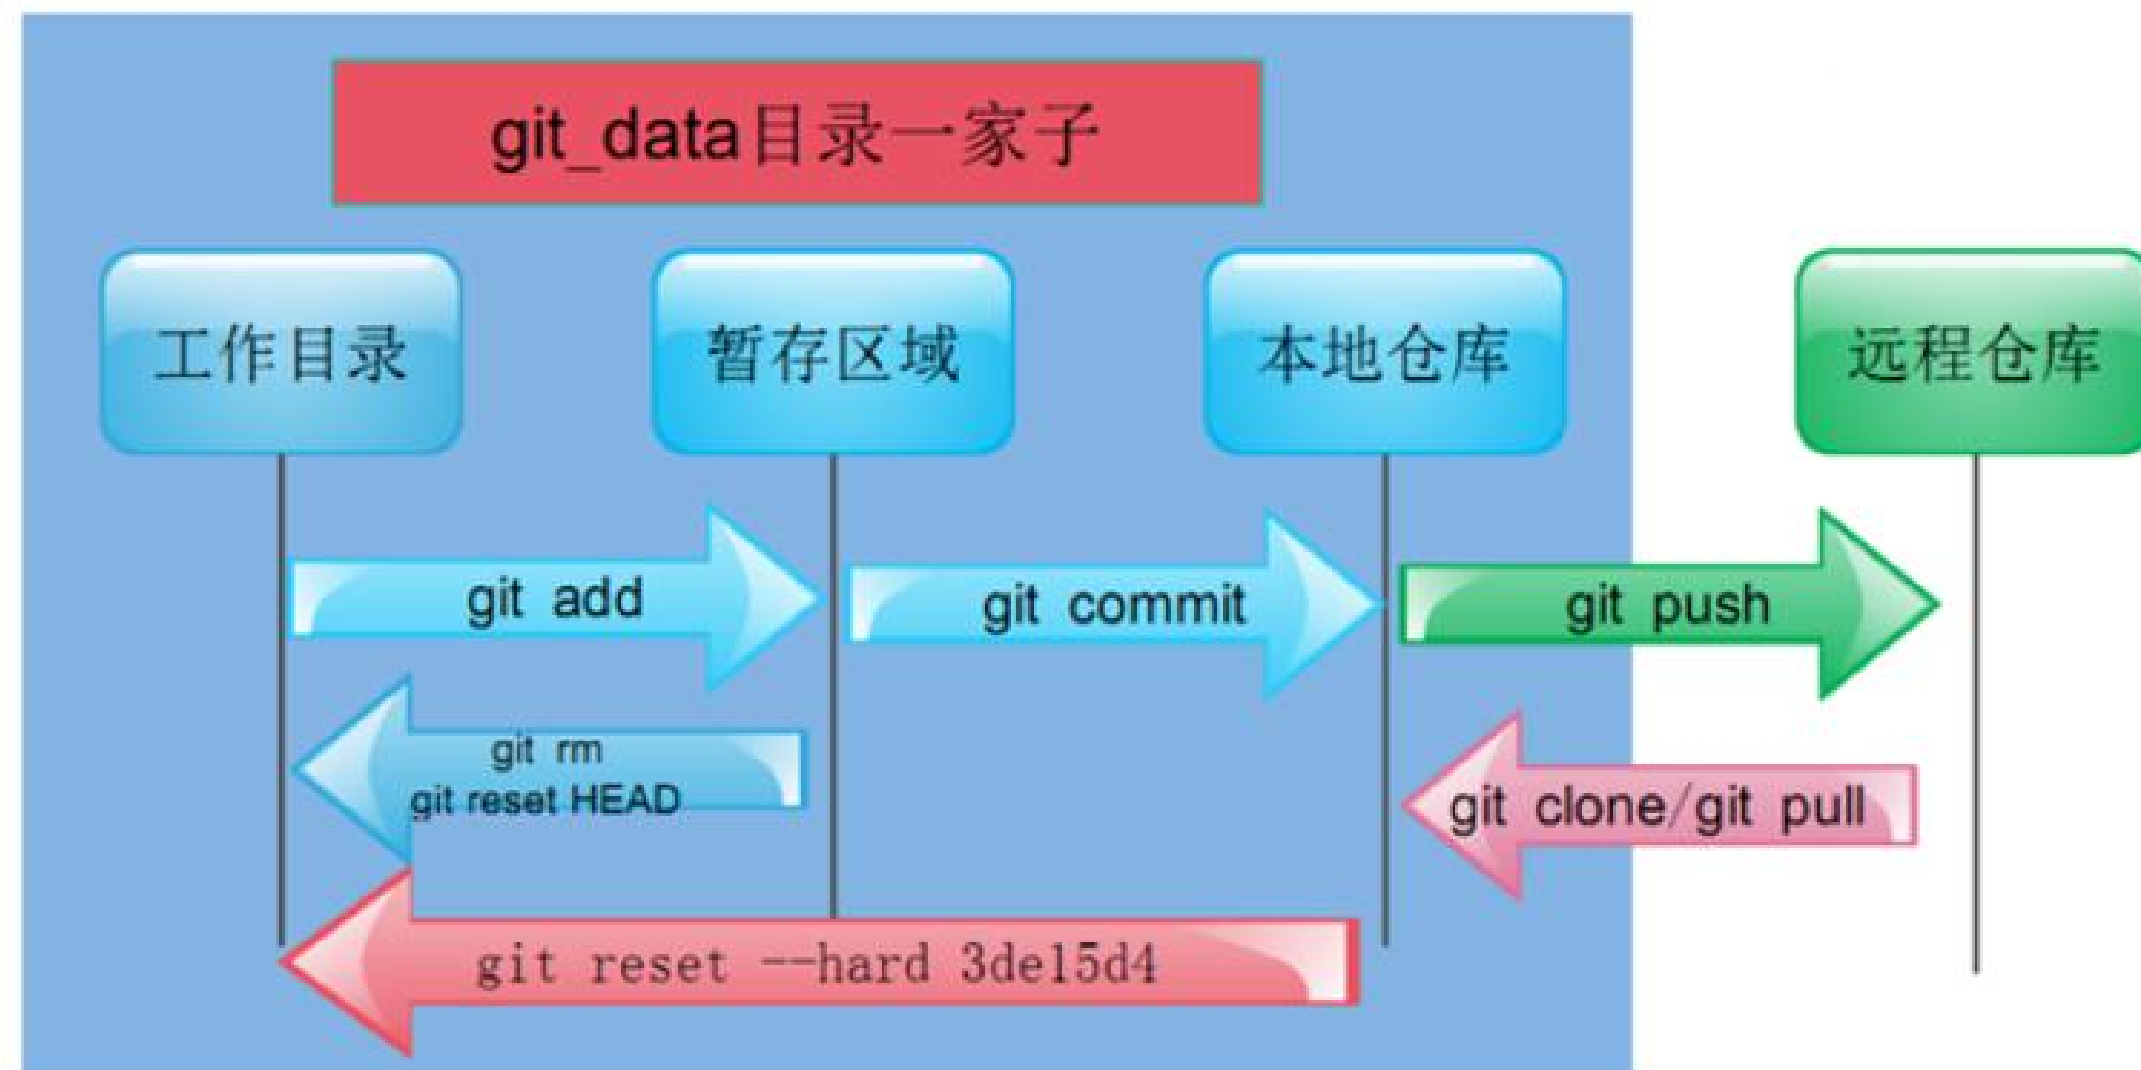 git_data目录一家子
工作目录
暂存区域
本地仓库
远程仓库
git add
git commit
git push
git rm
git reset HEAD
git clone/git pull
git reset --hard 3de15d4